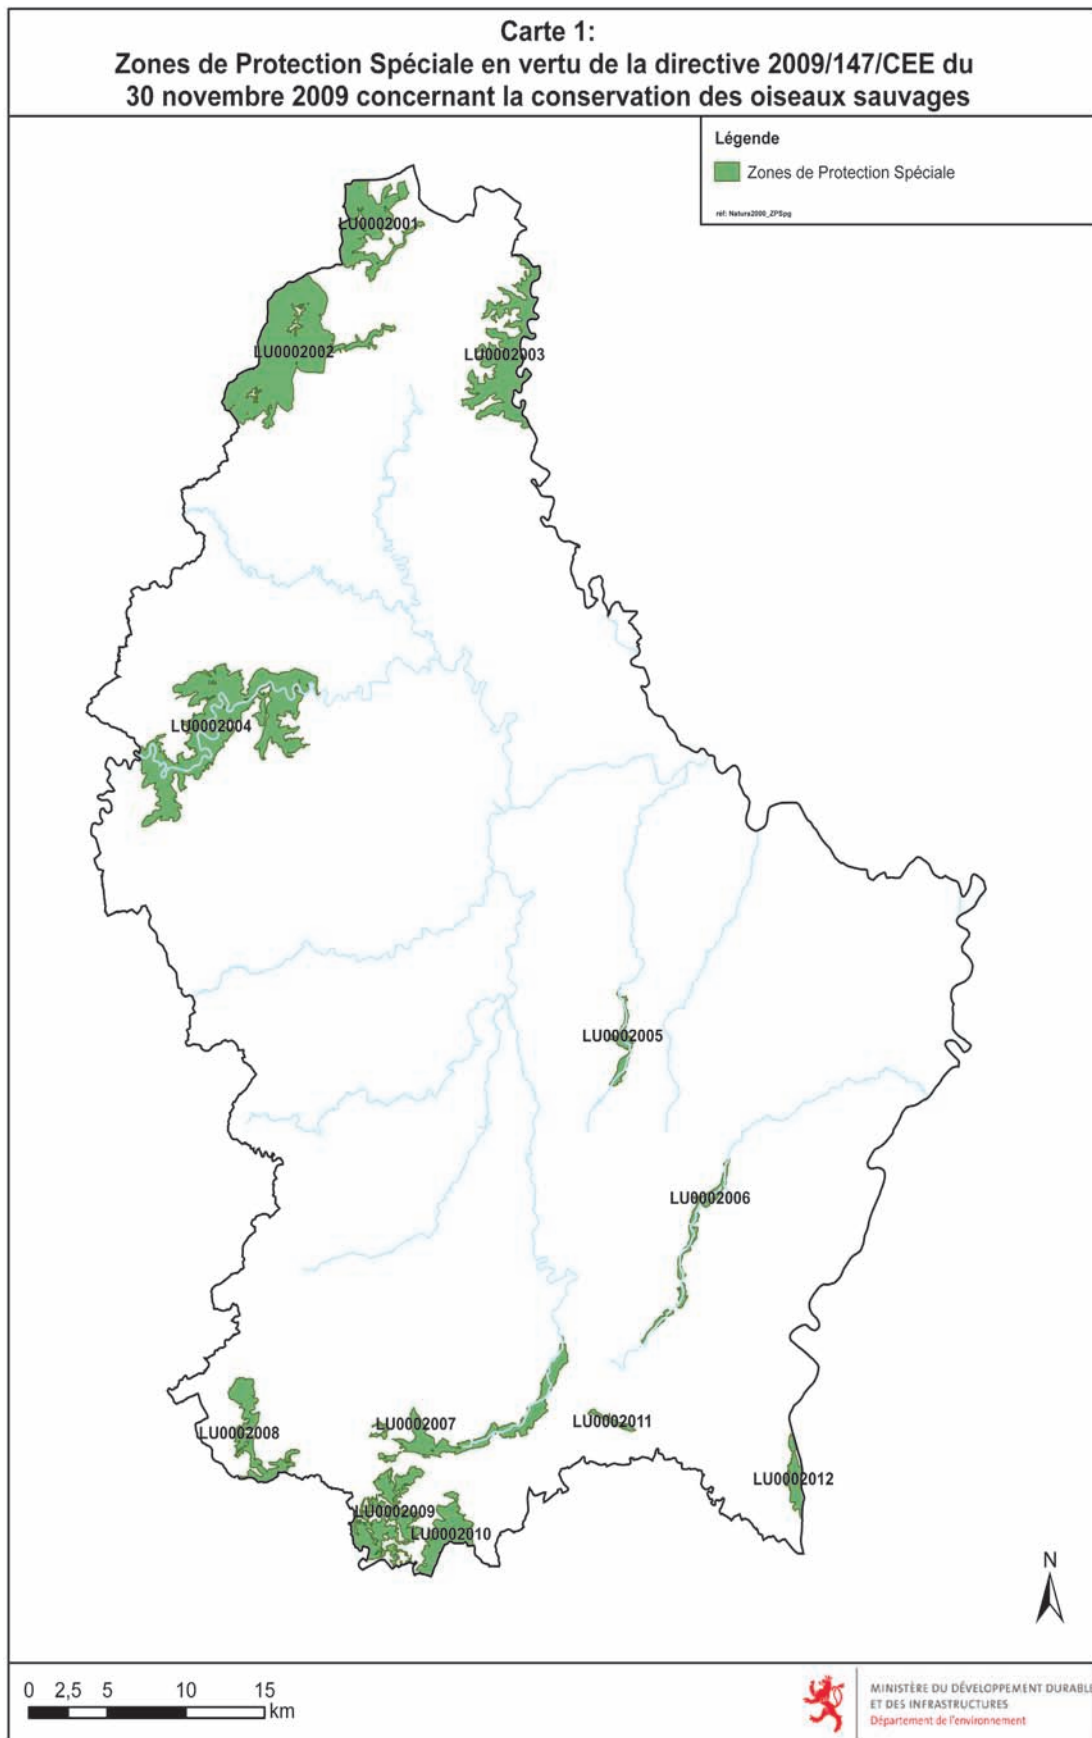 Carte 1:
Zones de Protection Spéciale en vertu de la directive 2009/147/CEE du
30 novembre 2009 concernant la conservation des oiseaux sauvages
Légende
Zones de Protection Spéciale
réf: Natura2000_ZPSpg
LU0002001
LU0002002
LU0002003
LU0002004
LU0002005
LU0002006
LU0002007
LU0002008
LU0002011
LU0002012
LU0002009
LU0002010
N
0 2,5 5 10 15
km
MINISTÈRE DU DÉVELOPPEMENT DURABLE
ET DES INFRASTRUCTURES
Département de l'environnement